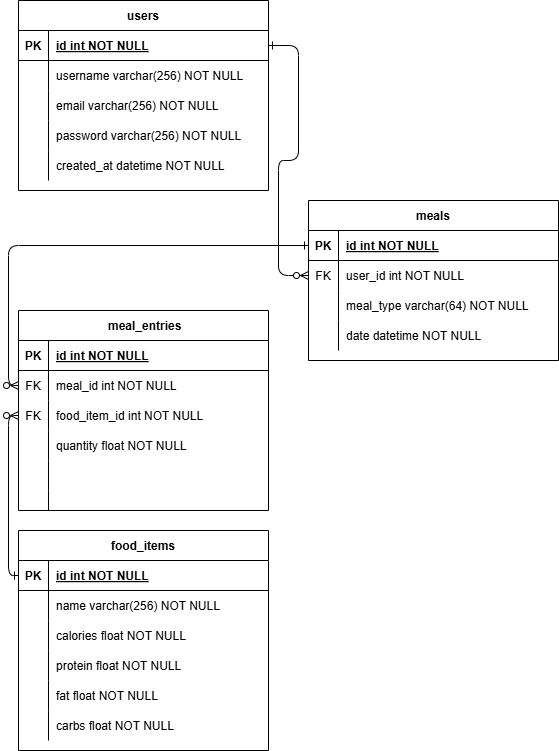 users
PK id int NOT NULL
username varchar(256) NOT NULL
email varchar(256) NOT NULL
password varchar(256) NOT NULL
created_at datetime NOT NULL
meals
PK id int NOT NULL
FK user_id int NOT NULL
meal_type varchar(64) NOT NULL
date datetime NOT NULL
meal_entries
PK id int NOT NULL
FK meal_id int NOT NULL
FK food_item_id int NOT NULL
quantity float NOT NULL
food_items
PK id int NOT NULL
name varchar(256) NOT NULL
calories float NOT NULL
protein float NOT NULL
fat float NOT NULL
carbs float NOT NULL